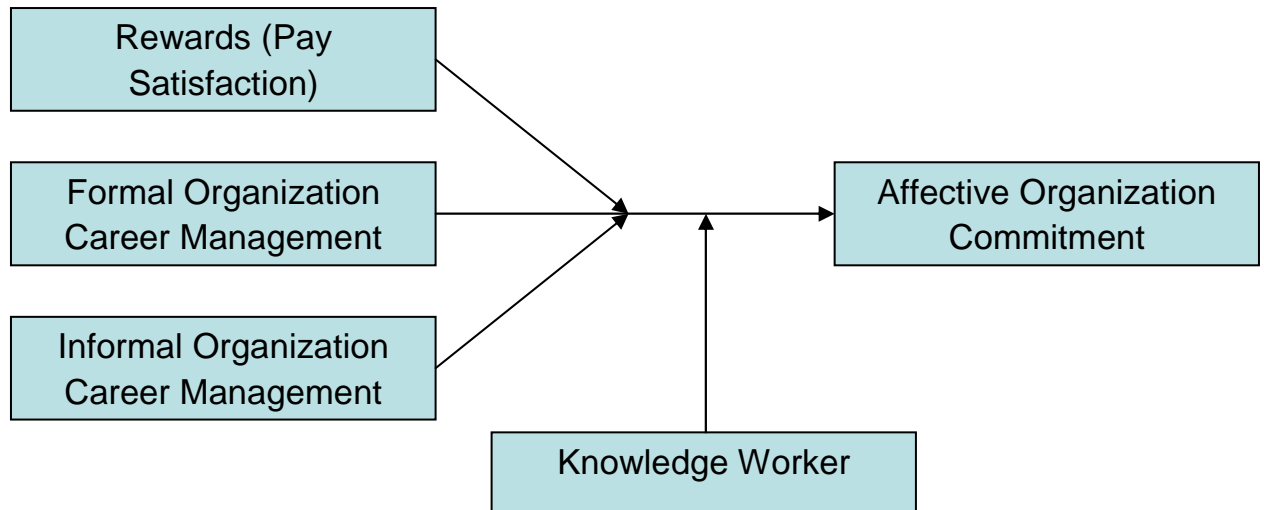 Rewards (Pay
Satisfaction)
Formal Organization
Career Management
Affective Organization
Commitment
Informal Organization
Career Management
Knowledge Worker